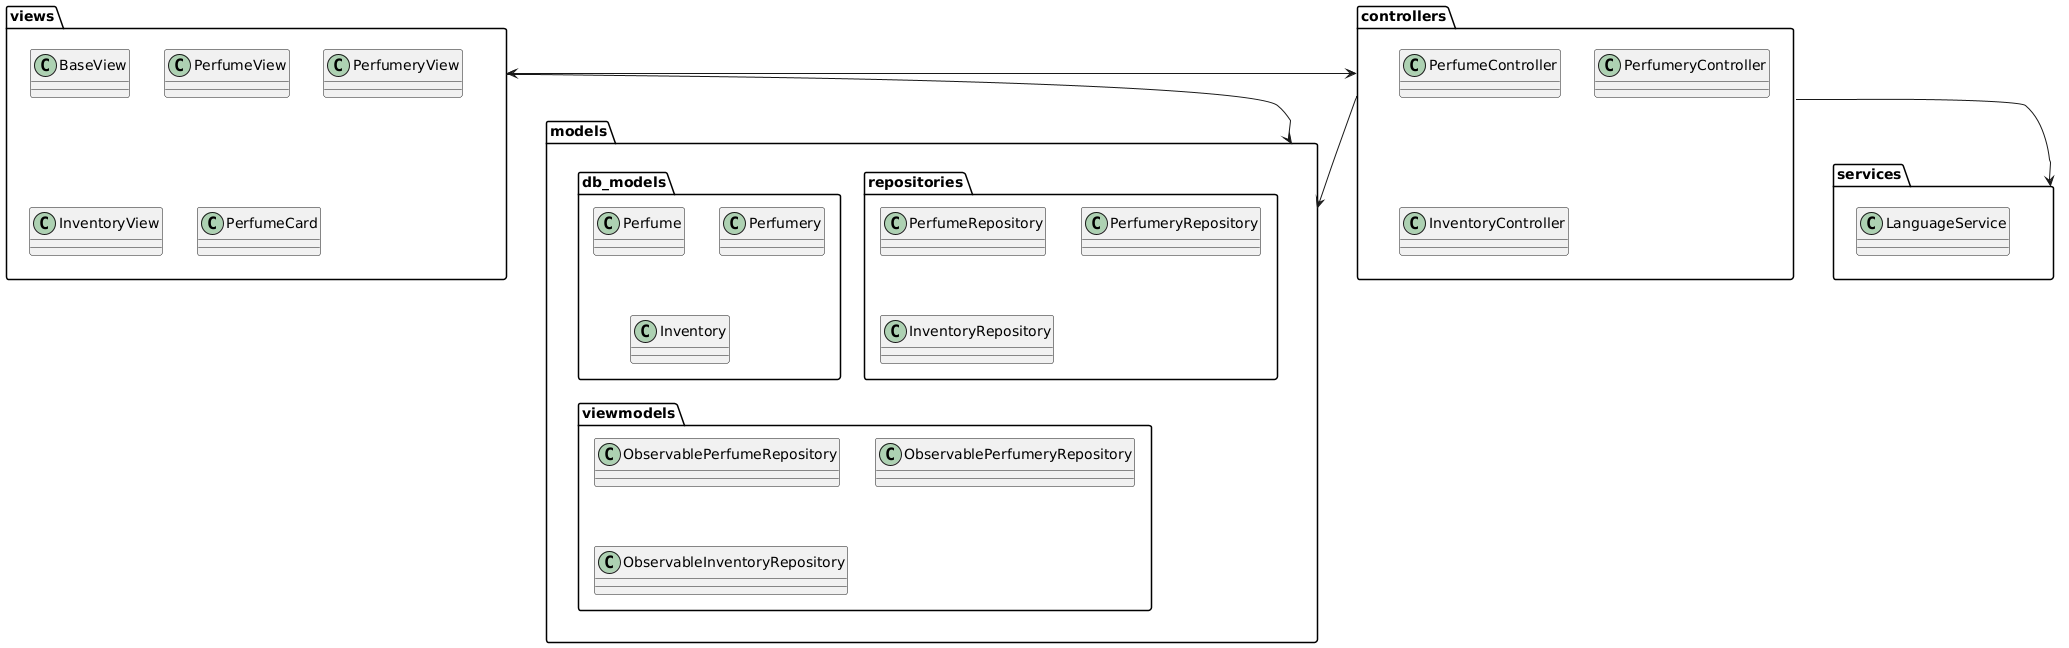 views
C BaseView
C PerfumeView
C PerfumeryView
C InventoryView
C PerfumeCard
models
db_models
C Perfume
C Perfumery
C Inventory
repositories
C PerfumeRepository
C PerfumeryRepository
C InventoryRepository
viewmodels
C ObservablePerfumeRepository
C ObservablePerfumeryRepository
C ObservableInventoryRepository
controllers
C PerfumeController
C PerfumeryController
C InventoryController
services
C LanguageService